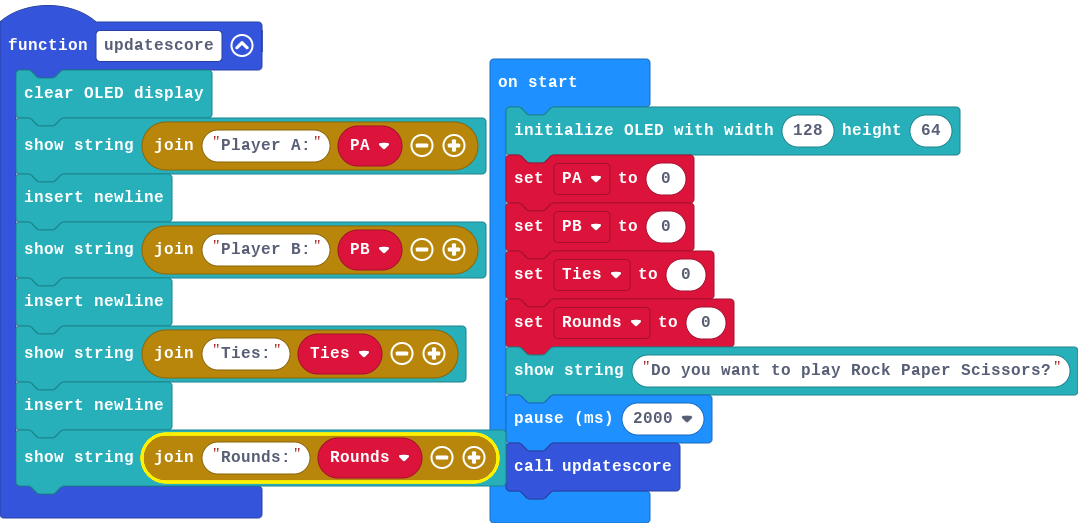 function updatescore
clear OLED display
show string join "Player A:" PA
insert newline
show string join "Player B:" PB
insert newline
show string join "Ties:" Ties
insert newline
show string join "Rounds:" Rounds
on start
initialize OLED with width 128 height 64
set PA to 0
set PB to 0
set Ties to 0
set Rounds to 0
show string "Do you want to play Rock Paper Scissors?"
pause (ms) 2000
call updatescore